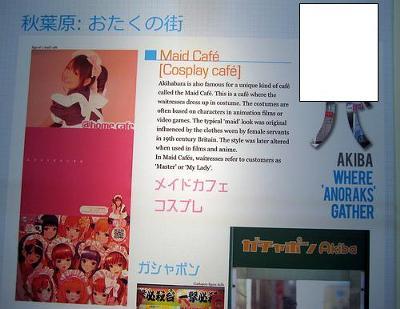 秋葉原: おたくの街
Maid Café
[Cosplay café]
Akihabara is also famous for a unique kind of café
called the Maid Café. This is a café where the
waitresses dress up in costume. The costumes are
often based on characters in animation films or
video games. The typical 'maid' look was original
influenced by the clothes worn by female servants
in 19th century Britain. The style was later altered
when used in films and anime.
In Maid Cafés, waitresses refer to customers as
'Master' or 'My Lady'.
@home cafe
メイドカフェ
コスプレ
AKIBA
WHERE
'ANORAKS'
GATHER
ガシャポン
ガチャポン Akiba